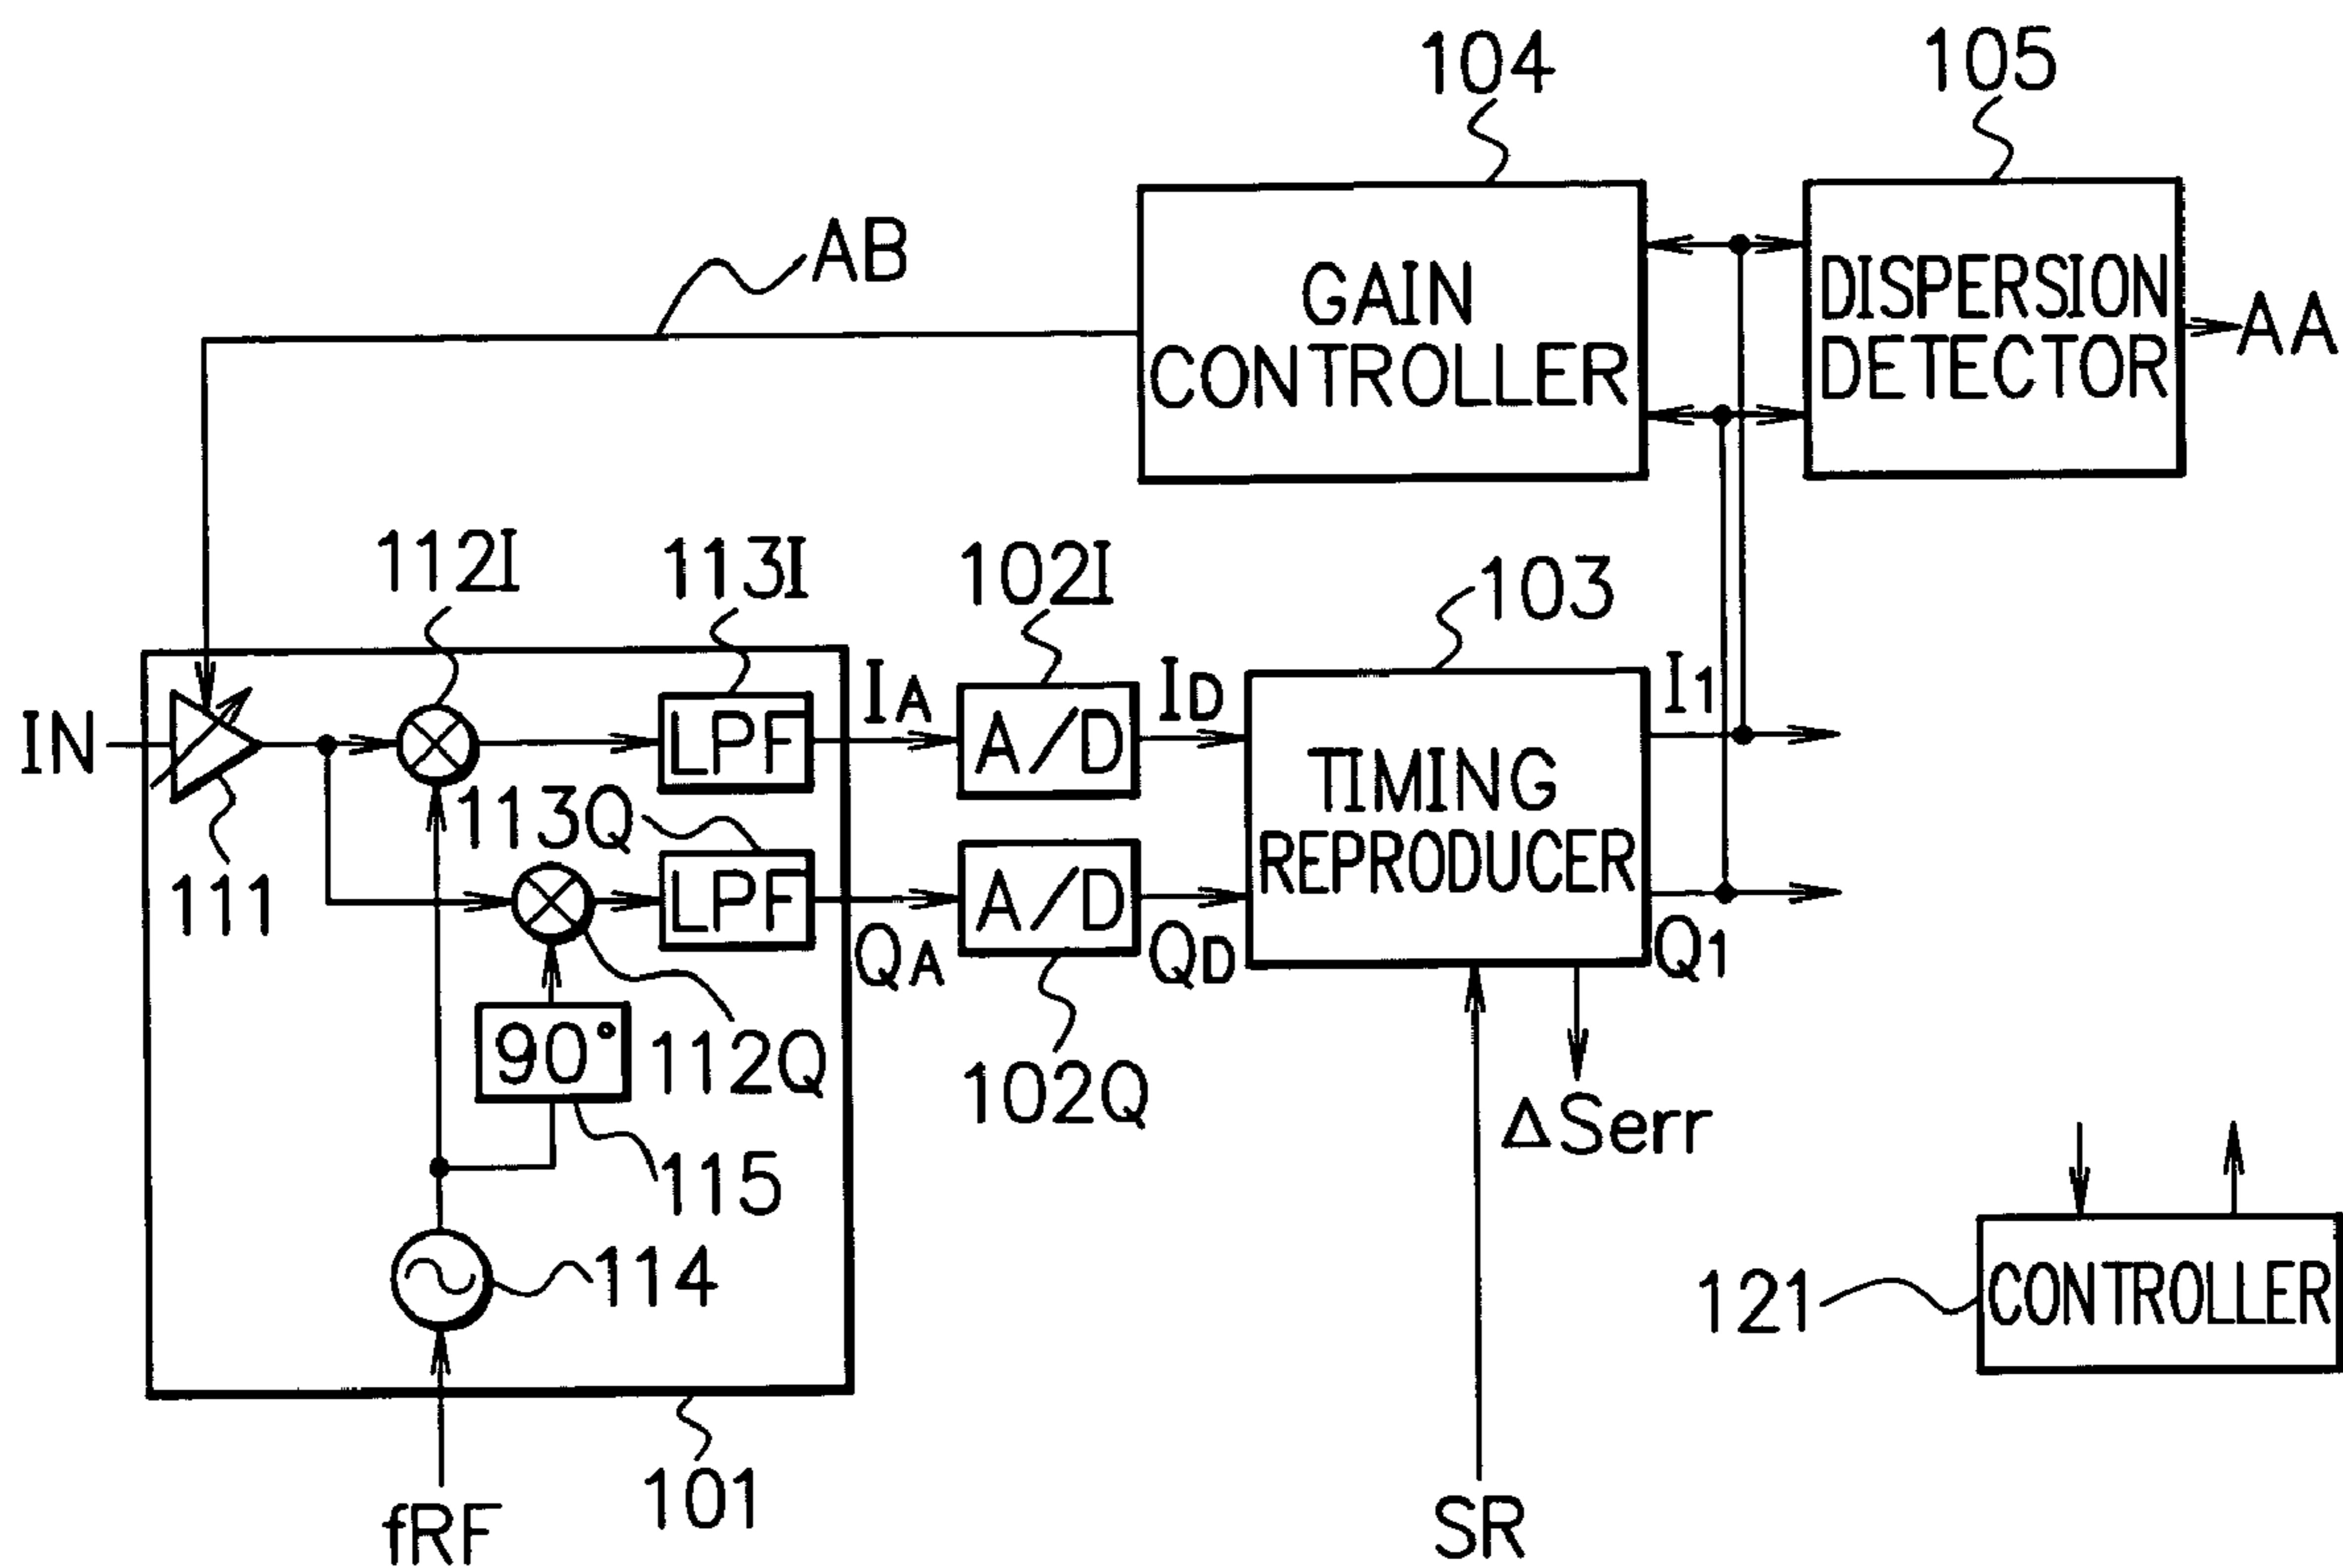 104
105
AB
GAIN
CONTROLLER
DISPERSION
DETECTOR
AA
112I
113I
102I
103
IN
LPF
IA
A/D
ID
TIMING
REPRODUCER
I1
111
113Q
LPF
QA
A/D
QD
Q1
90°
112Q
102Q
ΔSerr
115
114
121
CONTROLLER
101
fRF
SR